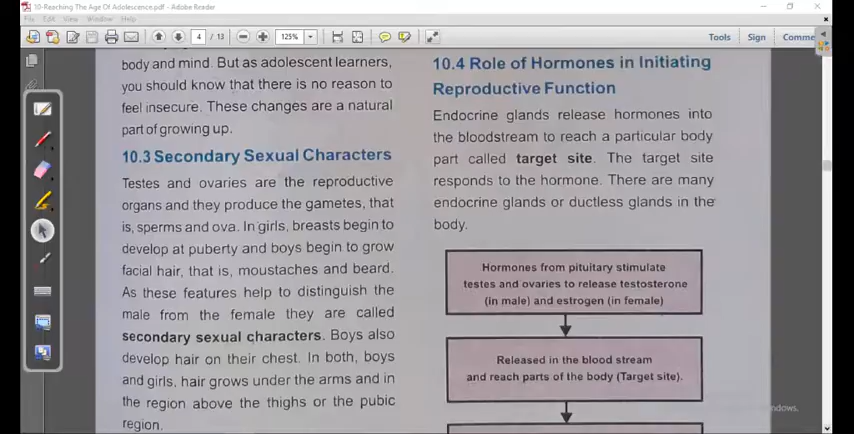 10-Reaching The Age Of Adolescence.pdf - Adobe Reader
File Edit View Window Help
4 / 13
125%
Tools
Sign
Comme
body and mind. But as adolescent learners,
you should know that there is no reason to
feel insecure. These changes are a natural
part of growing up.
10.3 Secondary Sexual Characters
Testes and ovaries are the reproductive
organs and they produce the gametes, that
is, sperms and ova. In girls, breasts begin to
develop at puberty and boys begin to grow
facial hair, that is, moustaches and beard.
As these features help to distinguish the
male from the female they are called
secondary sexual characters. Boys also
develop hair on their chest. In both, boys
and girls, hair grows under the arms and in
the region above the thighs or the pubic
region.
10.4 Role of Hormones in Initiating
Reproductive Function
Endocrine glands release hormones into
the bloodstream to reach a particular body
part called target site. The target site
responds to the hormone. There are many
endocrine glands or ductless glands in the
body.
Hormones from pituitary stimulate
testes and ovaries to release testosterone
(in male) and estrogen (in female)
Released in the blood stream
and reach parts of the body (Target site).
indows.